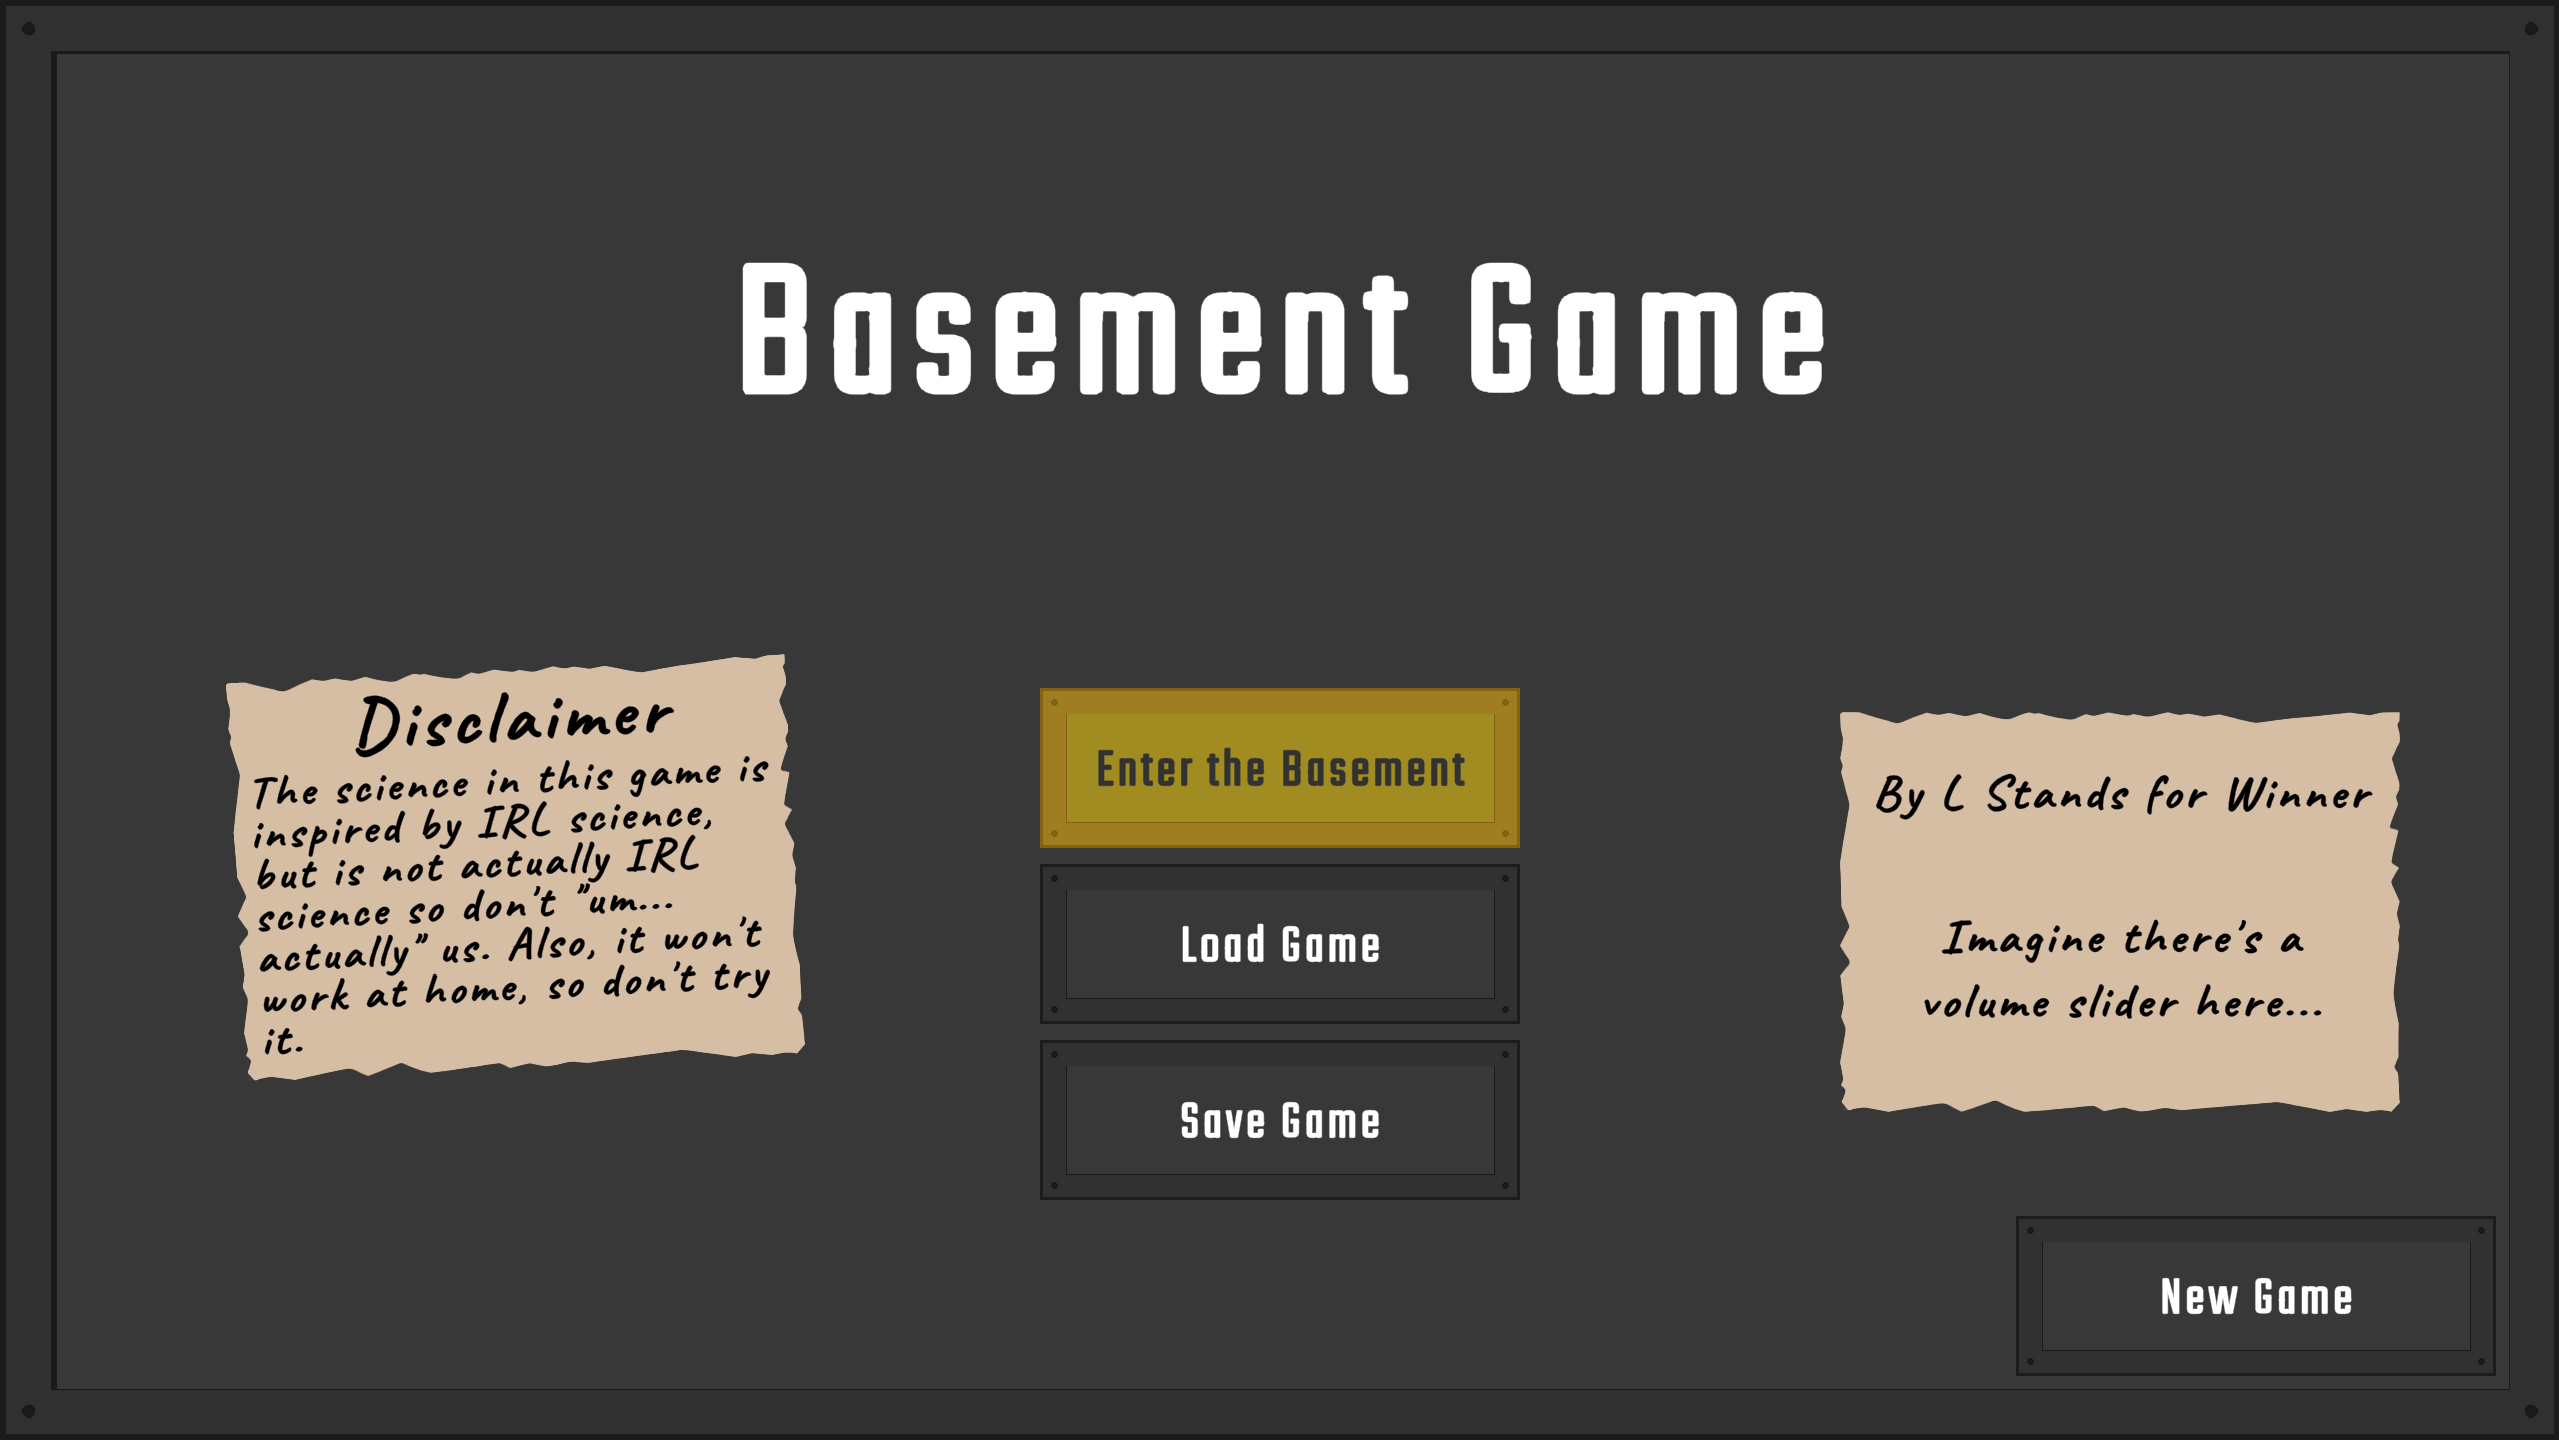 Basement Game
Disclaimer
The science in this game is
inspired by IRL science,
but is not actually IRL
science so don't "um...
actually" us. Also, it won't
work at home, so don't try
it.
Enter the Basement
Load Game
Save Game
By L Stands for Winner
Imagine there's a
volume slider here...
New Game